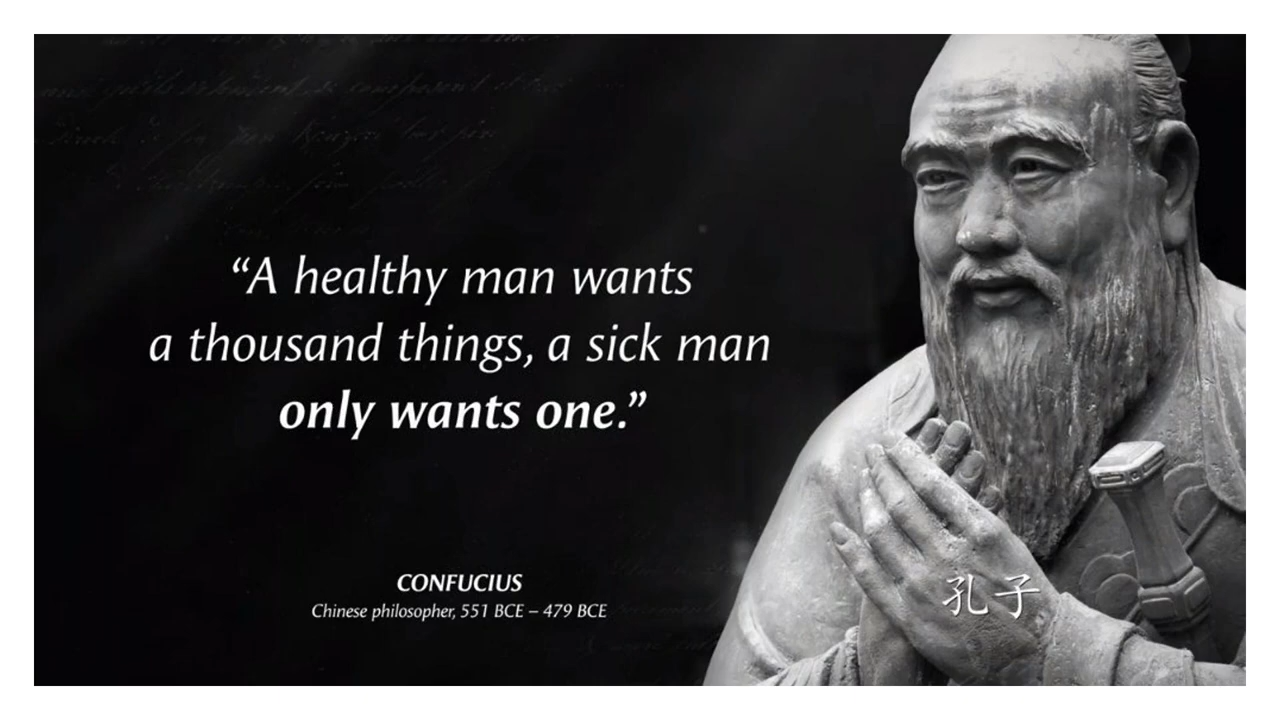 “A healthy man wants
a thousand things, a sick man
only wants one.”
CONFUCIUS
Chinese philosopher, 551 BCE – 479 BCE
孔子